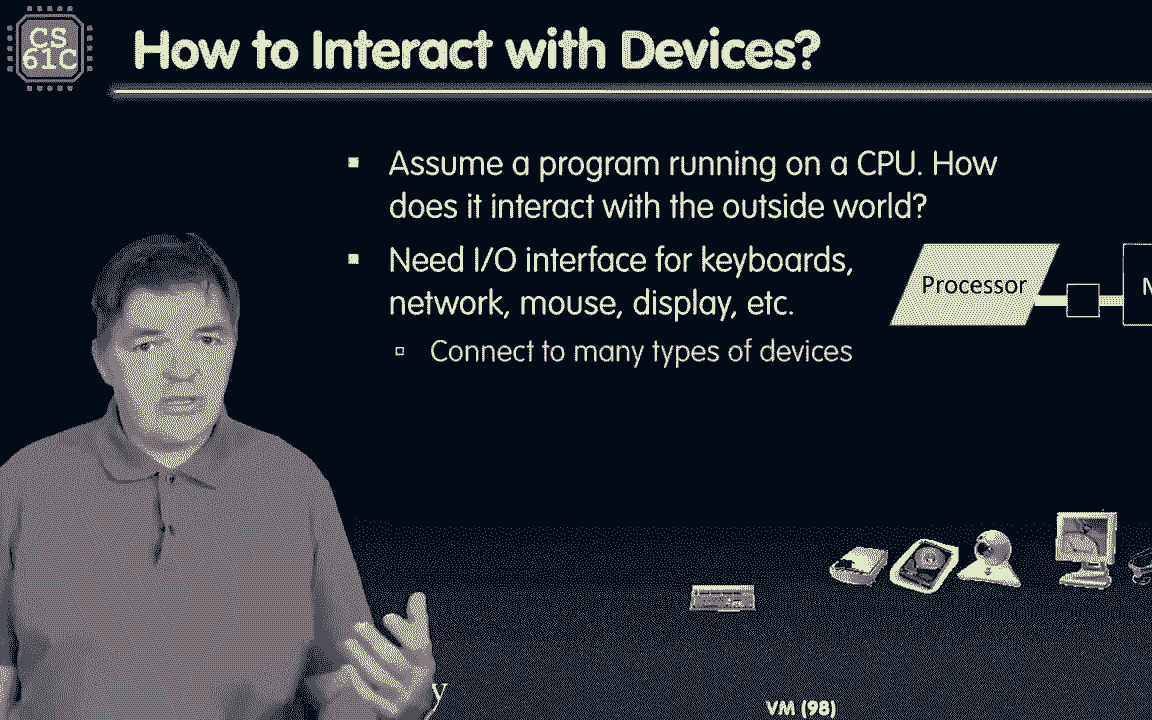 CS
61C
How to Interact with Devices?
Assume a program running on a CPU. How
does it interact with the outside world?
Need I/O interface for keyboards,
network, mouse, display, etc.
Connect to many types of devices
Processor
y
VM (98)